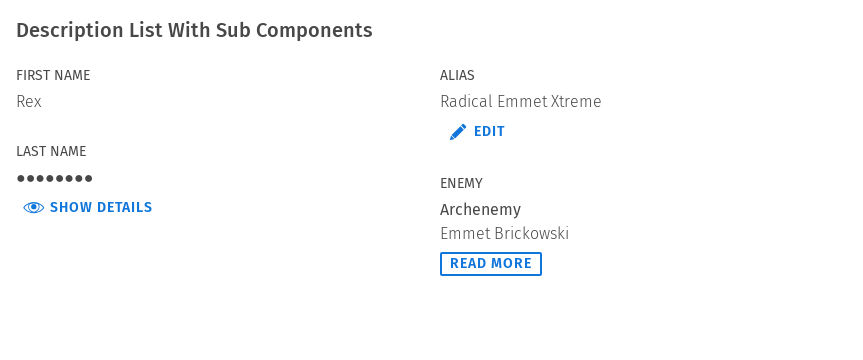 Description List With Sub Components
FIRST NAME
Rex
LAST NAME
●●●●●●●●
SHOW DETAILS
ALIAS
Radical Emmet Xtreme
EDIT
ENEMY
Archenemy
Emmet Brickowski
READ MORE